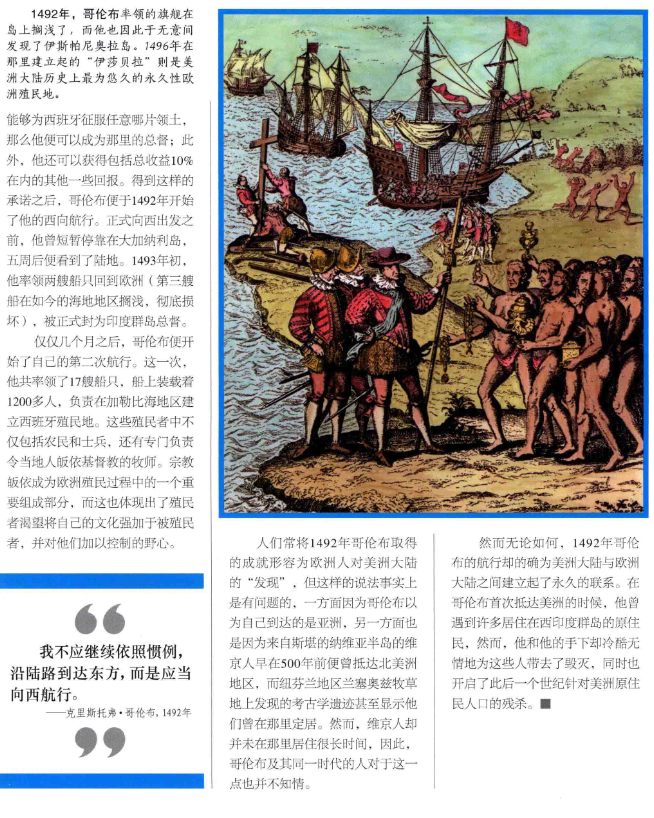 1492年，哥伦布率领的旗舰在
岛上搁浅了，而他也因此于无意间
发现了伊斯帕尼奥拉岛。1496年在
那里建立起的“伊莎贝拉”则是美
洲大陆历史上最为悠久的永久性欧
洲殖民地。
能够为西班牙征服任意哪片领土，
那么他便可以成为那里的总督；此
外，他还可以获得包括总收益10%
在内的其他一些回报。得到这样的
承诺之后，哥伦布便于1492年开始
了他的西向航行。正式向西出发之
前，他曾短暂停靠在大加纳利岛，
五周后便看到了陆地。1493年初，
他率领两艘船只回到欧洲（第三艘
船在如今的海地地区搁浅，彻底损
坏），被正式封为印度群岛总督。
仅仅几个月之后，哥伦布便开
始了自己的第二次航行。这一次，
他共率领了17艘船只，船上装载着
1200多人，负责在加勒比海地区建
立西班牙殖民地。这些殖民者中不
仅包括农民和士兵，还有专门负责
令当地人皈依基督教的牧师。宗教
皈依成为欧洲殖民过程中的一个重
要组成部分，而这也体现出了殖民
者渴望将自己的文化强加于被殖民
者，并对他们加以控制的野心。
“
我不应继续依照惯例，
沿陆路到达东方，而是应当
向西航行。
——克里斯托弗·哥伦布，1492年
”
人们常将1492年哥伦布取得
的成就形容为欧洲人对美洲大陆
的“发现”，但这样的说法事实上
是有问题的，一方面因为哥伦布以
为自己到达的是亚洲，另一方面也
是因为来自斯堪的纳维亚半岛的维
京人早在500年前便曾抵达北美洲
地区，而纽芬兰地区兰塞奥兹牧草
地上发现的考古学遗迹甚至显示他
们曾在那里定居。然而，维京人却
并未在那里居住很长时间，因此，
哥伦布及其同一时代的人对于这一
点也并不知情。
然而无论如何，1492年哥伦
布的航行却的确为美洲大陆与欧洲
大陆之间建立起了永久的联系。在
哥伦布首次抵达美洲的时候，他曾
遇到许多居住在西印度群岛的原住
民，然而，他和他的手下却冷酷无
情地为这些人带去了毁灭，同时也
开启了此后一个世纪针对美洲原住
民人口的残杀。■